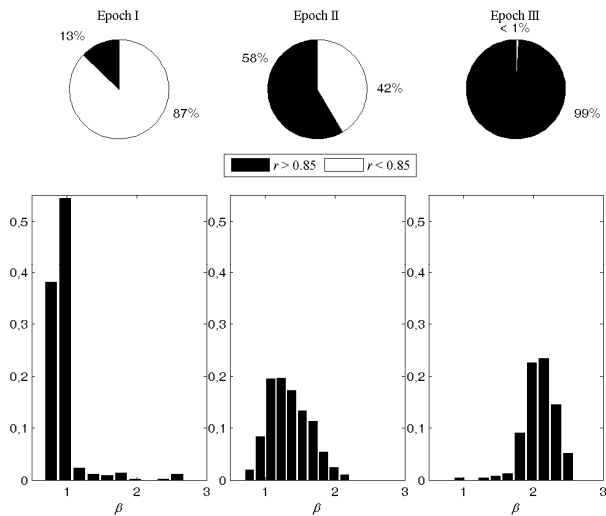 Epoch I Epoch II Epoch III
13% 87%
58% 42%
< 1% 99%
r > 0.85 r < 0.85
0,5 0,5 0,5
0,4 0,4 0,4
0,3 0,3 0,3
0,2 0,2 0,2
0,1 0,1 0,1
0 0 0
1 2 3 1 2 3 1 2 3
β β β